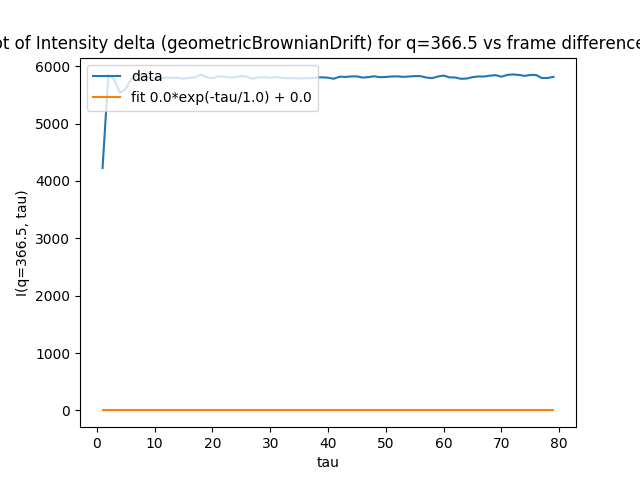 ot of Intensity delta (geometricBrownianDrift) for q=366.5 vs frame difference
6000
5000
4000
3000
2000
1000
0
I(q=366.5, tau)
data
fit 0.0*exp(-tau/1.0) + 0.0
0 10 20 30 40 50 60 70 80
tau